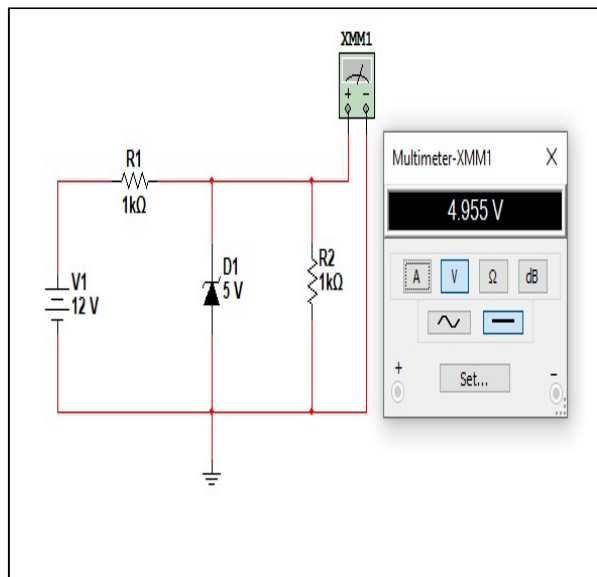 XMM1
R1
1kΩ
V1
12 V
D1
5 V
R2
1kΩ
+ −
Multimeter-XMM1 X
4.955 V
A V Ω dB
Set...
+ −